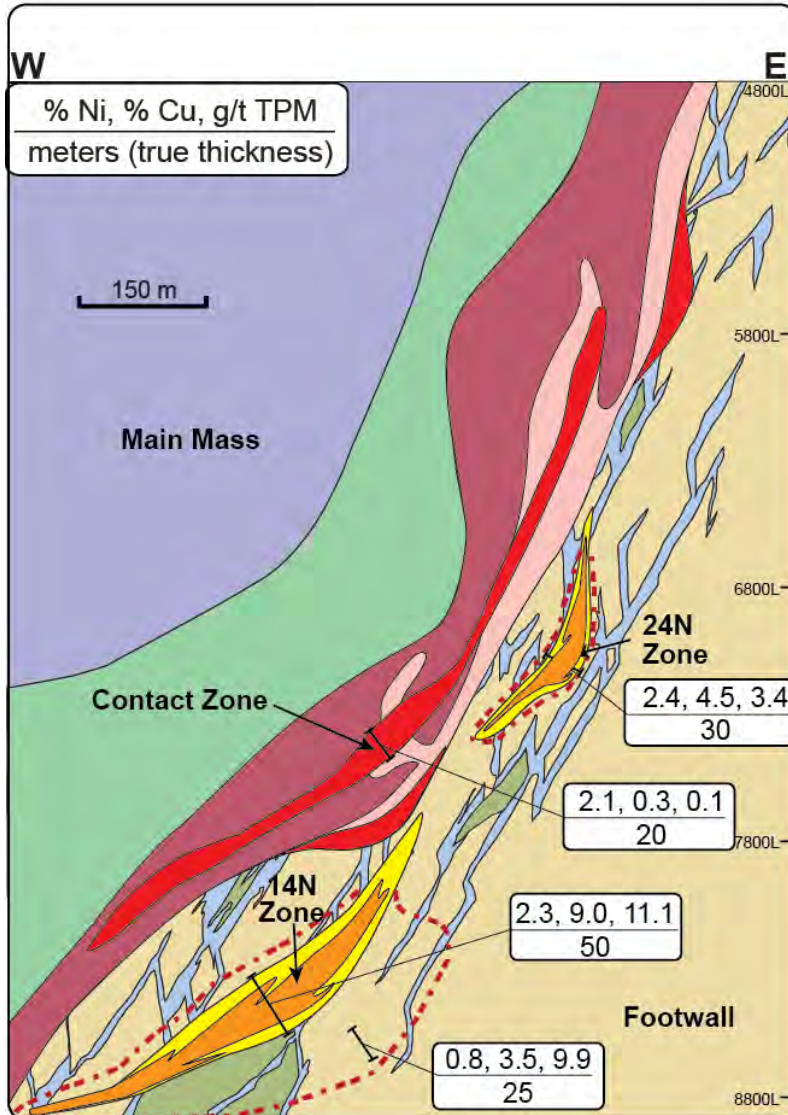 W
E
% Ni, % Cu, g/t TPM
meters (true thickness)
4800L
150 m
5800L
Main Mass
6800L
24N
Zone
Contact Zone
2.4, 4.5, 3.4
30
2.1, 0.3, 0.1
20
7800L
14N
Zone
2.3, 9.0, 11.1
50
Footwall
0.8, 3.5, 9.9
25
8800L